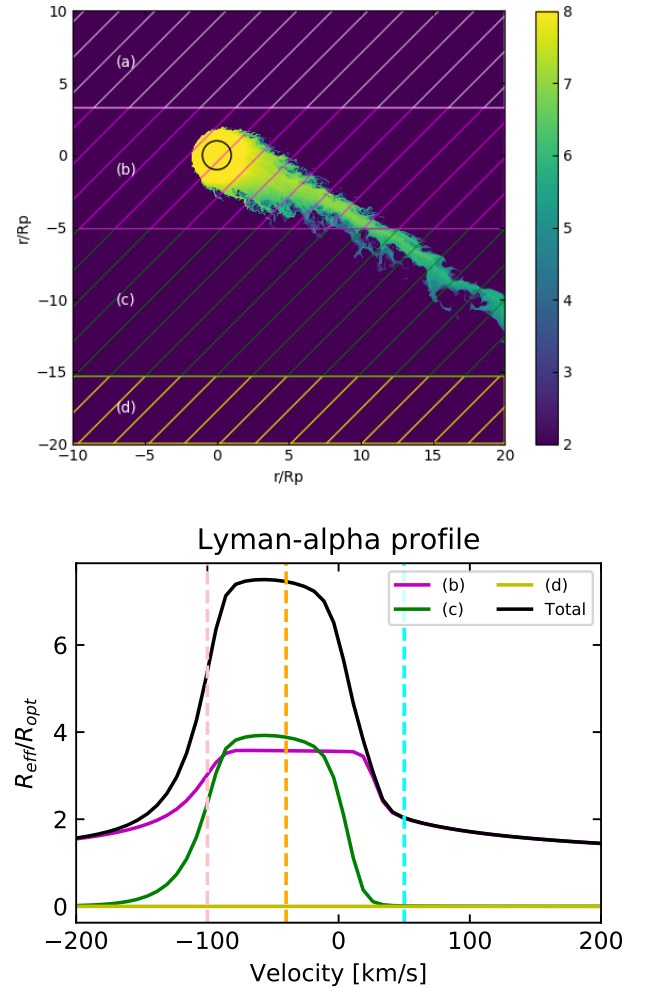 10
5
0
−5
−10
−15
−20
r/Rp
(a)
(b)
(c)
(d)
−10 −5 0 5 10 15 20
r/Rp
8
7
6
5
4
3
2
Lyman-alpha profile
(b) (d)
(c) Total
6
4
2
0
R_eff/R_opt
−200 −100 0 100 200
Velocity [km/s]